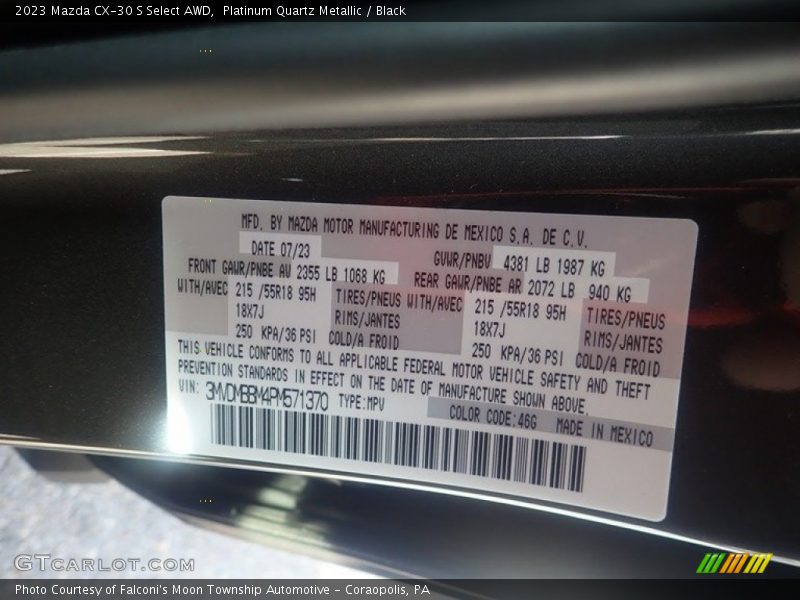 2023 Mazda CX-30 S Select AWD,  Platinum Quartz Metallic / Black
MFD. BY MAZDA MOTOR MANUFACTURING DE MEXICO S.A. DE C.V.
DATE 07/23 GVWR/PNBV 4381 LB 1987 KG
FRONT GAWR/PNBE AV 2355 LB 1068 KG REAR GAWR/PNBE AR 2072 LB 940 KG
WITH/AVEC 215 /55R18 95H TIRES/PNEUS WITH/AVEC 215 /55R18 95H TIRES/PNEUS
18X7J RIMS/JANTES 18X7J RIMS/JANTES
250 KPA/36 PSI COLD/A FROID 250 KPA/36 PSI COLD/A FROID
THIS VEHICLE CONFORMS TO ALL APPLICABLE FEDERAL MOTOR VEHICLE SAFETY AND THEFT
PREVENTION STANDARDS IN EFFECT ON THE DATE OF MANUFACTURE SHOWN ABOVE.
VIN: 3MVDMBBM4PM571370 TYPE:MPV COLOR CODE:46G MADE IN MEXICO
GTCARLOT.COM
Photo Courtesy of Falconi's Moon Township Automotive – Coraopolis, PA